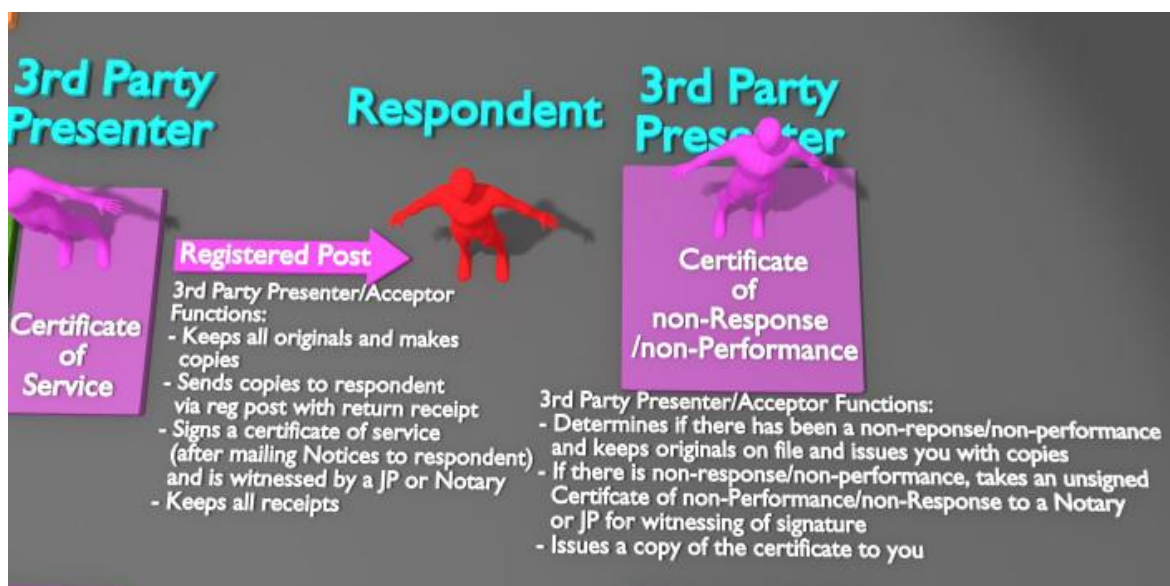 3rd Party
Presenter
Respondent
3rd Party
Presenter
Registered Post
Certificate
of
Service
3rd Party Presenter/Acceptor
Functions:
- Keeps all originals and makes
copies
- Sends copies to respondent
via reg post with return receipt
- Signs a certificate of service
(after mailing Notices to respondent)
and is witnessed by a JP or Notary
- Keeps all receipts
Certificate
of
non-Response
/non-Performance
3rd Party Presenter/Acceptor Functions:
- Determines if there has been a non-reponse/non-performance
and keeps originals on file and issues you with copies
- If there is non-response/non-performance, takes an unsigned
Certifcate of non-Performance/non-Response to a Notary
or JP for witnessing of signature
- Issues a copy of the certificate to you